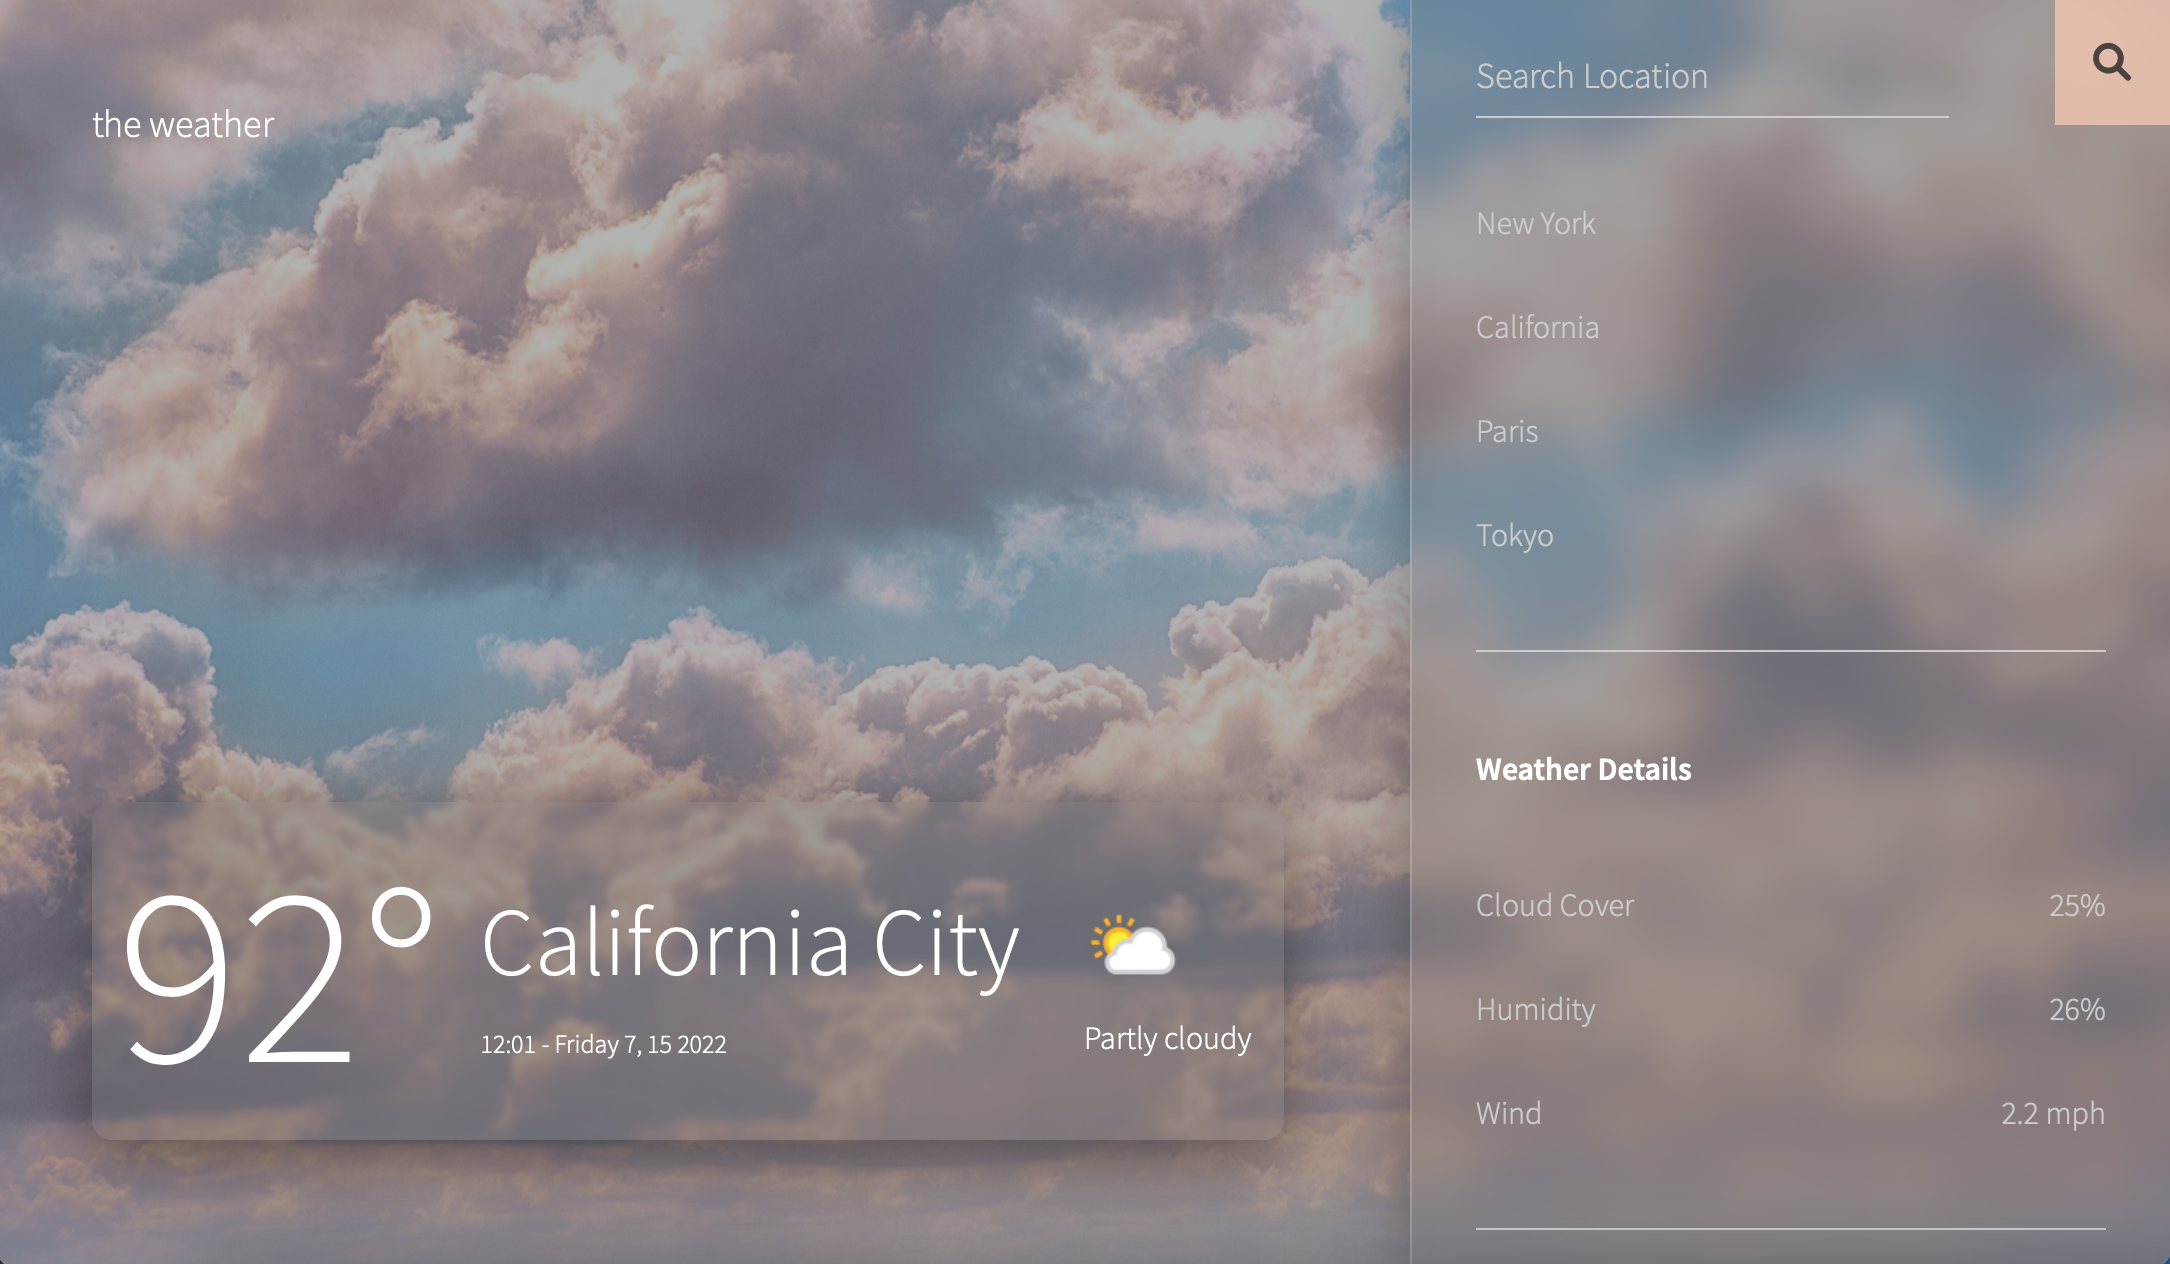 the weather
92°
California City
12:01 - Friday 7, 15 2022
Partly cloudy
Search Location
New York
California
Paris
Tokyo
Weather Details
Cloud Cover 25%
Humidity 26%
Wind 2.2 mph